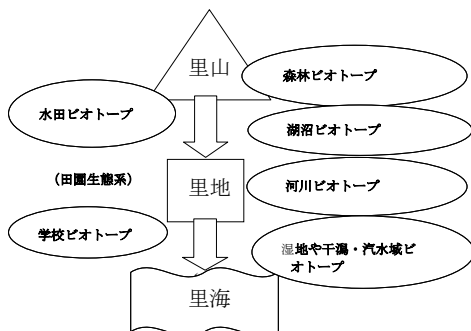 里山
森林ビオトープ
水田ビオトープ
湖沼ビオトープ
（田園生態系）
里地
河川ビオトープ
学校ビオトープ
湿地や干潟・汽水域ビ
オトープ
里海